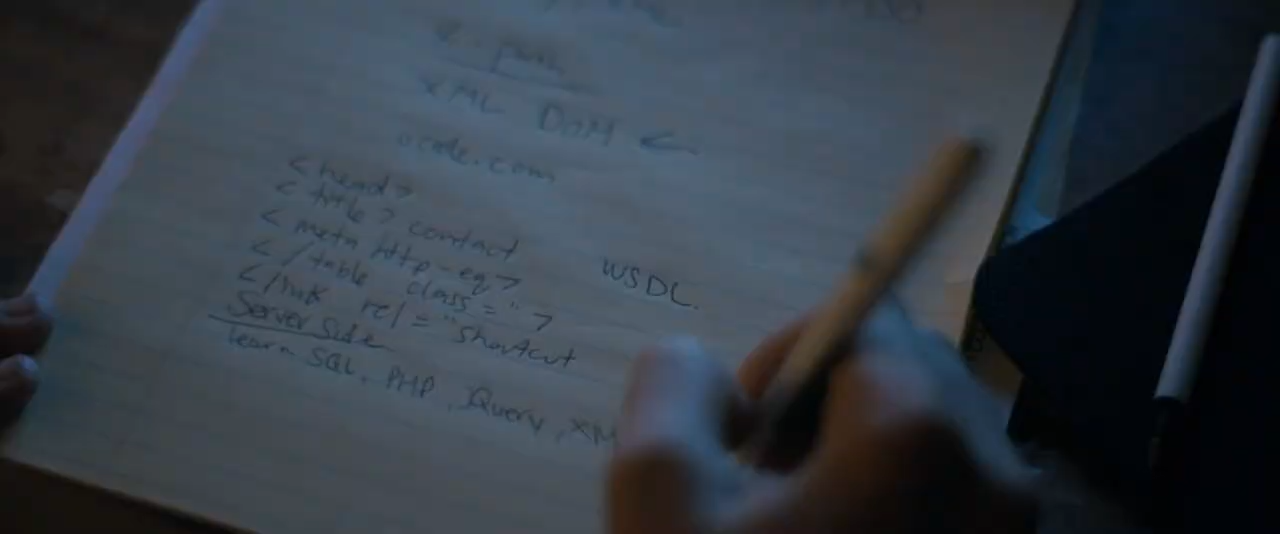 XML DOM <
<head>
<title> contact
<meta http-eq>
</table class="">
</link rel="shortcut
WSDL.
Server side
learn SQL, PHP, Query, XM